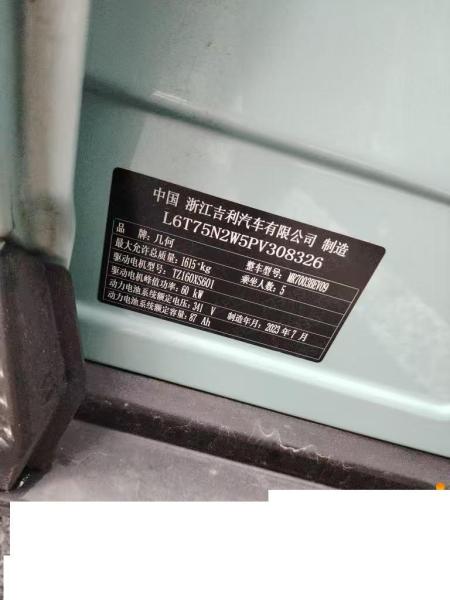 中国 浙江吉利汽车有限公司 制造
L6T75N2W5PV308326
品牌：几何 整车型号：MR7003BEV09
最大允许总质量：1615*kg 乘坐人数：5
驱动电机型号：TZ160XS601
驱动电机峰值功率：60 kW
动力电池系统额定电压：341 V 制造年月：2023年7月
动力电池系统额定容量：87 Ah